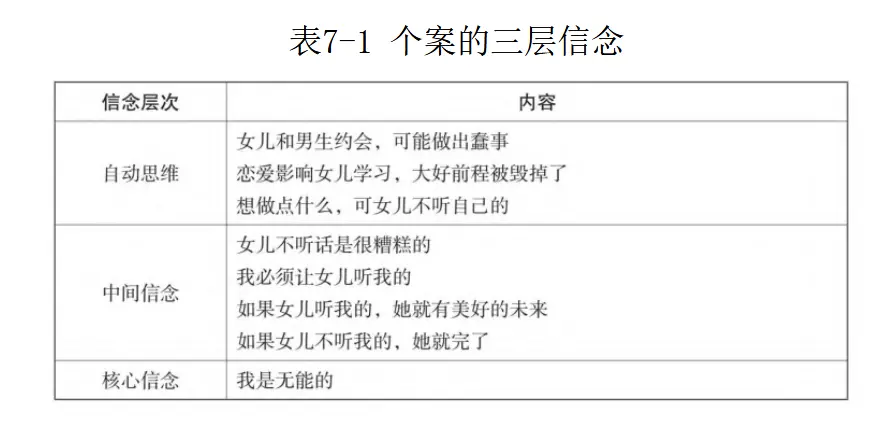 表7-1 个案的三层信念
信念层次 内容
自动思维
女儿和男生约会，可能做出蠢事
恋爱影响女儿学习，大好前程被毁掉了
想做点什么，可女儿不听自己的
中间信念
女儿不听话是很糟糕的
我必须让女儿听我的
如果女儿听我的，她就有美好的未来
如果女儿不听我的，她就完了
核心信念 我是无能的